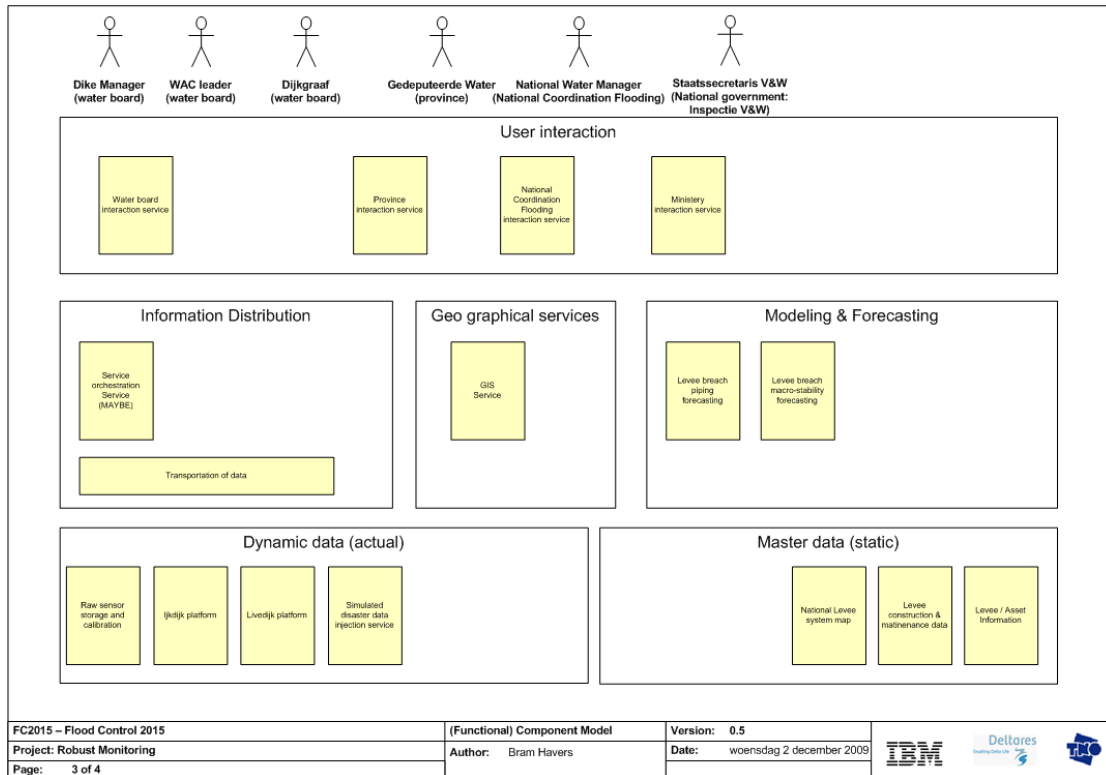 Dike Manager
(water board)
WAC leader
(water board)
Dijkgraaf
(water board)
Gedeputeerde Water
(province)
National Water Manager
(National Coordination Flooding)
Staatssecretaris V&W
(National government:
Inspectie V&W)
User interaction
Water board
interaction service
Province
interaction service
National
Coordination
Flooding
interaction service
Ministery
interaction service
Information Distribution
Service
orchestration
Service
(MAYBE)
Transportation of data
Geo graphical services
GIS
Service
Modeling & Forecasting
Levee breach
piping
forecasting
Levee breach
macro-stability
forecasting
Dynamic data (actual)
Raw sensor
storage and
calibration
Ijkdijk platform
Livedijk platform
Simulated
disaster data
injection service
Master data (static)
National Levee
system map
Levee
construction &
matinenance data
Levee / Asset
Information
FC2015 – Flood Control 2015
Project: Robust Monitoring
Page: 3 of 4
(Functional) Component Model
Author: Bram Havers
Version: 0.5
Date: woensdag 2 december 2009
IBM
Deltares
Enabling Delta Life
TNO